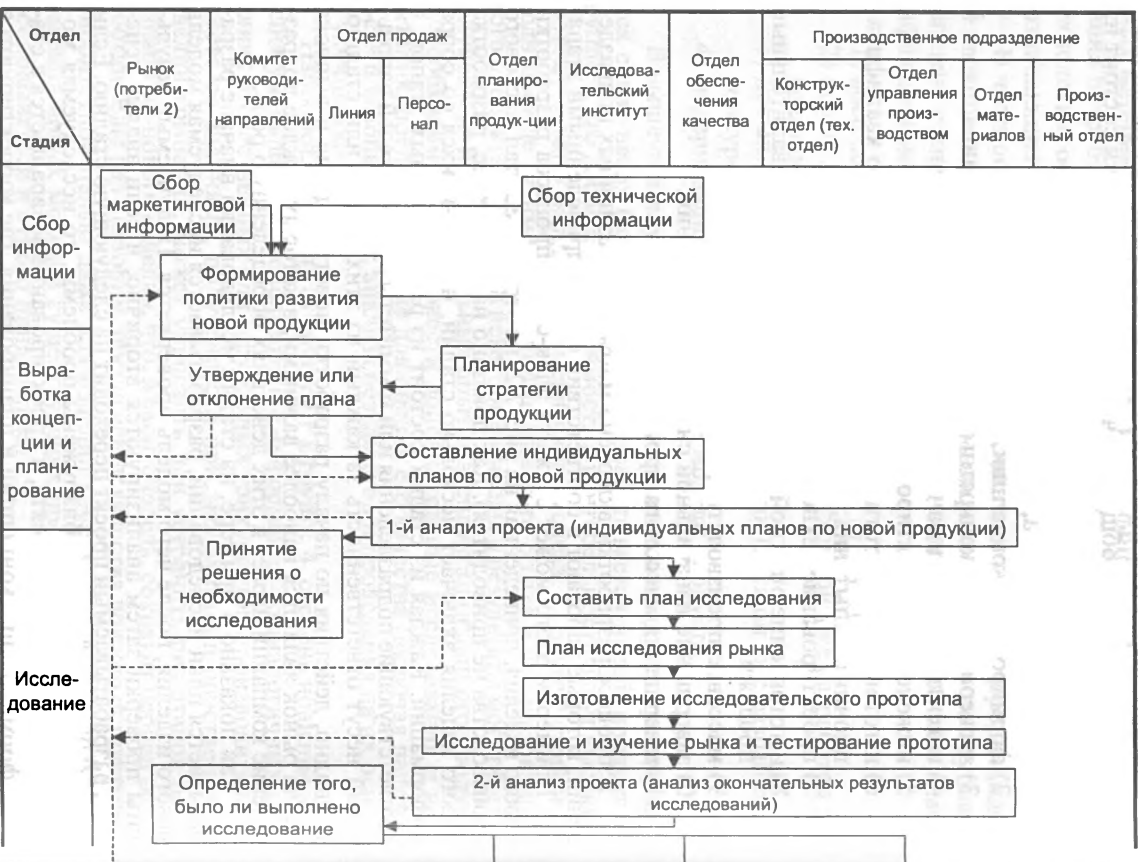 Отдел
Стадия
Рынок
(потреби-
тели 2)
Комитет
руководи-
телей
направлений
Отдел продаж
Линия
Персо-
нал
Отдел
планиро-
вания
продук-ции
Исследова-
тельский
институт
Отдел
обеспе-
чения
качества
Производственное подразделение
Конструк-
торский
отдел (тех.
отдел)
Отдел
управления
произ-
водством
Отдел
мате-
риалов
Произ-
водствен-
ный отдел
Сбор
инфор-
мации
Сбор
маркетинговой
информации
Сбор технической
информации
Формирование
политики развития
новой продукции
Выра-
ботка
концеп-
ции и
плани-
рование
Утверждение или
отклонение плана
Планирование
стратегии
продукции
Составление индивидуальных
планов по новой продукции
1-й анализ проекта (индивидуальных планов по новой продукции)
Иссле-
дование
Принятие
решения о
необходимости
исследования
Составить план исследования
План исследования рынка
Изготовление исследовательского прототипа
Исследование и изучение рынка и тестирование прототипа
2-й анализ проекта (анализ окончательных результатов
исследований)
Определение того,
было ли выполнено
исследование